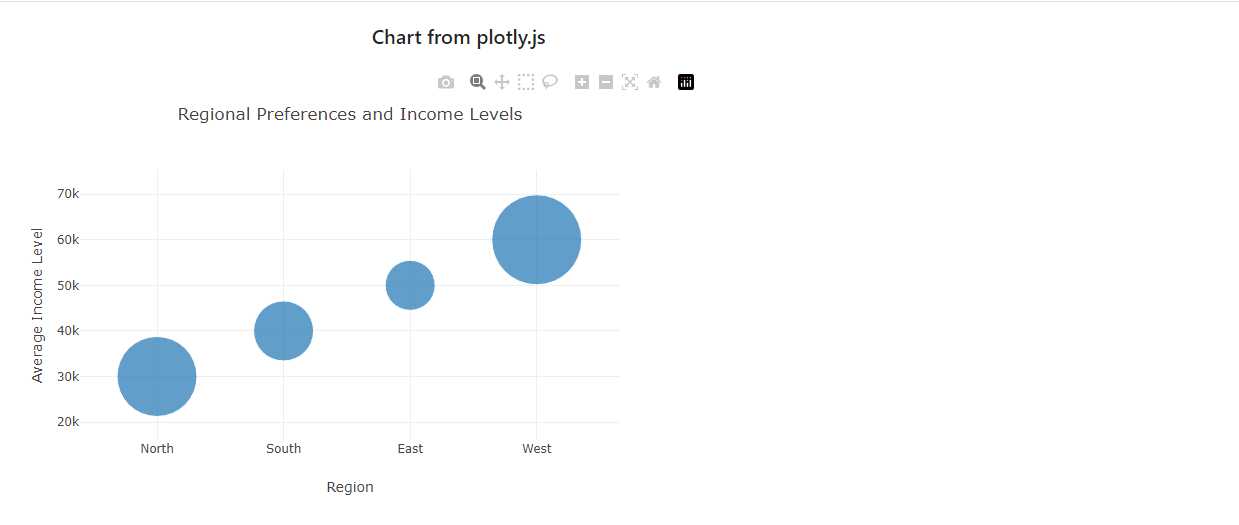 Chart from plotly.js
Regional Preferences and Income Levels
Average Income Level
70k
60k
50k
40k
30k
20k
North South East West
Region